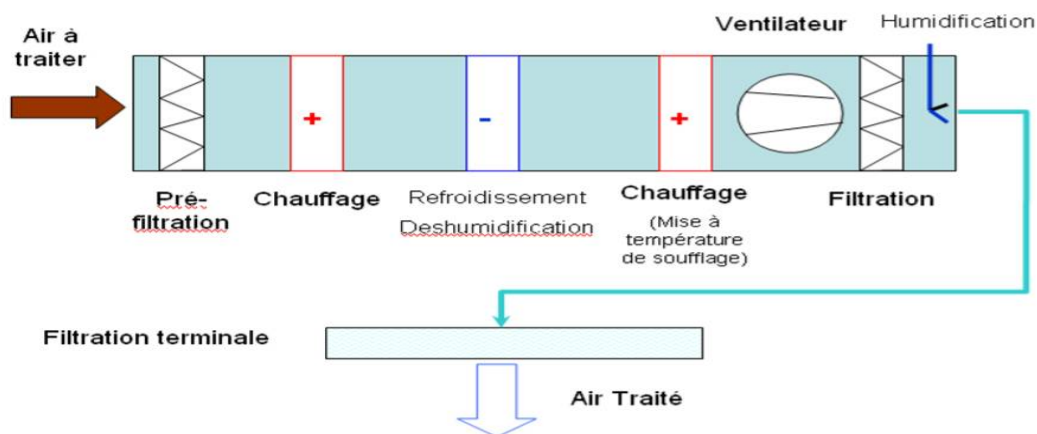 Ventilateur
Humidification
Air à
traiter
+
-
+
Pré-
filtration
Chauffage
Refroidissement
Deshumidification
Chauffage
(Mise à
température
de soufflage)
Filtration
Filtration terminale
Air Traité